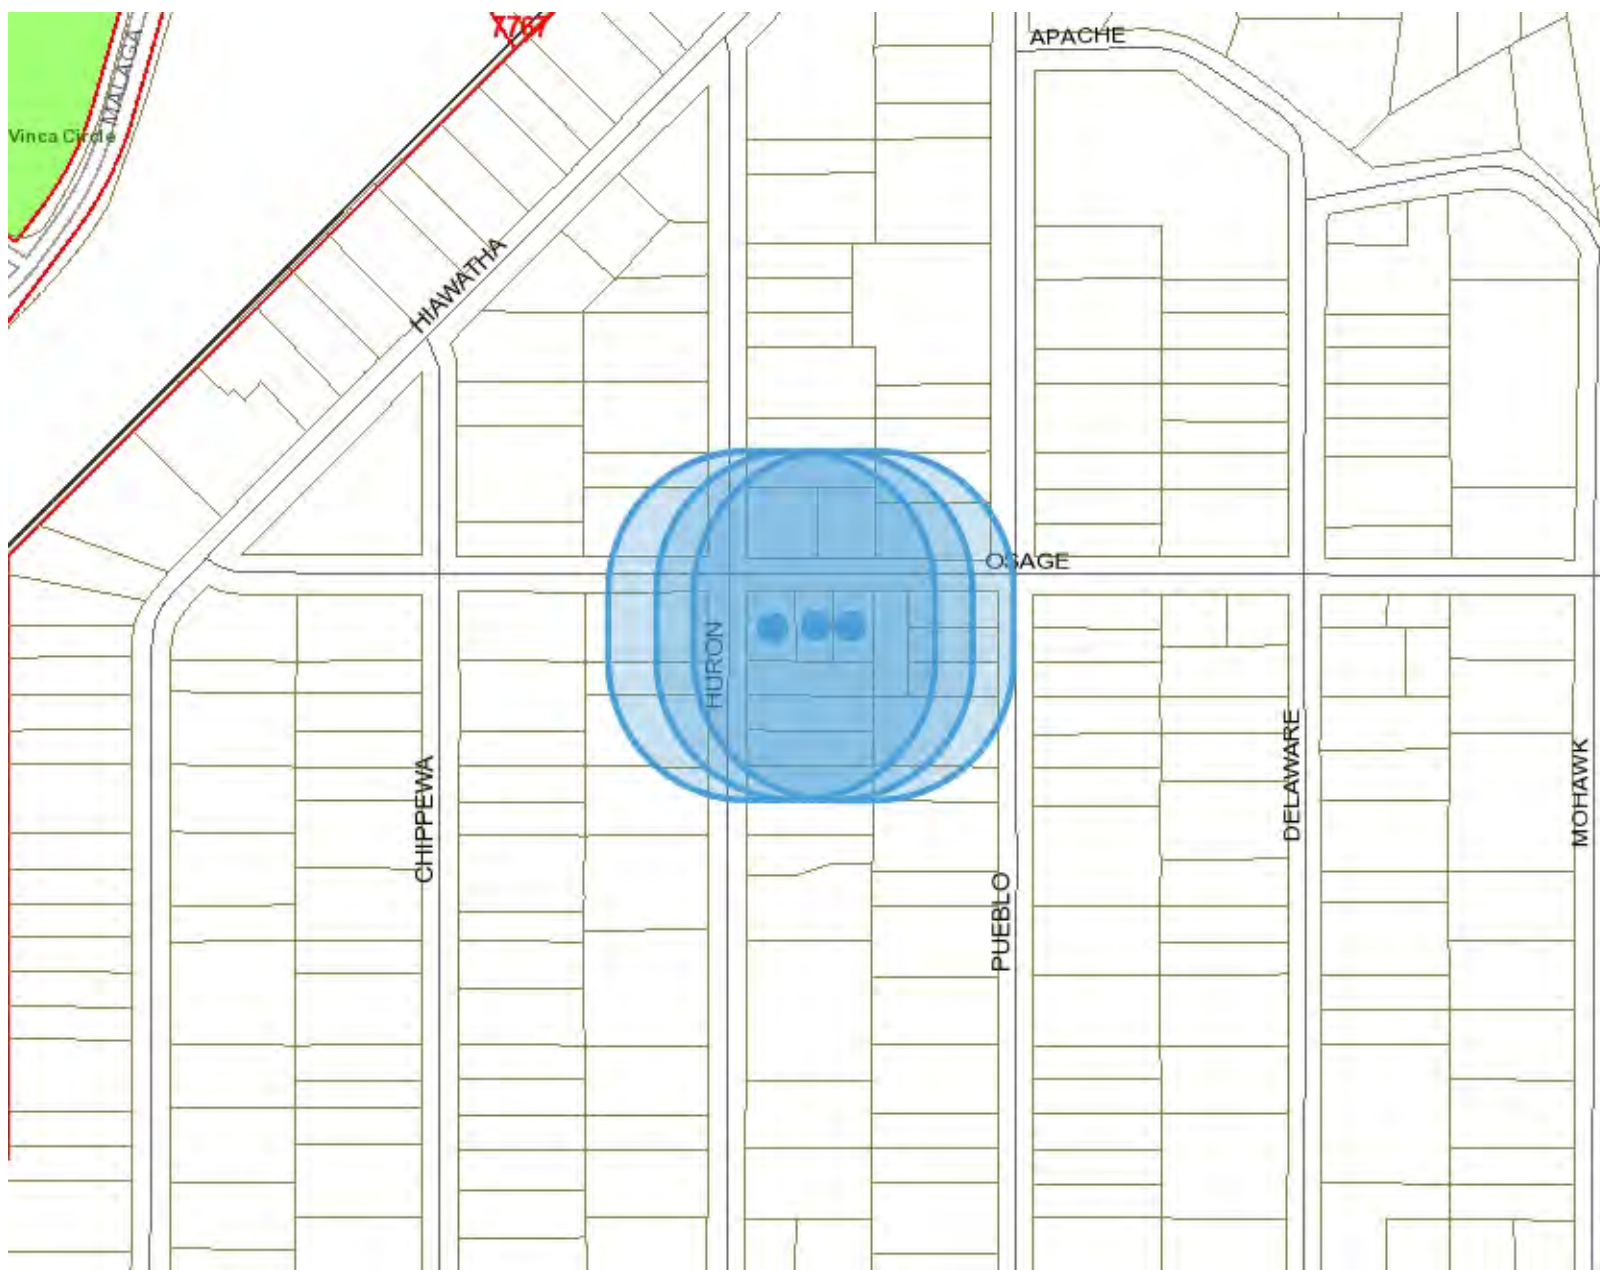 7767
APACHE
MALAGA
Vinca Circle
HIAWATHA
OSAGE
HURON
CHIPPEWA
DELAWARE
MOHAWK
PUEBLO